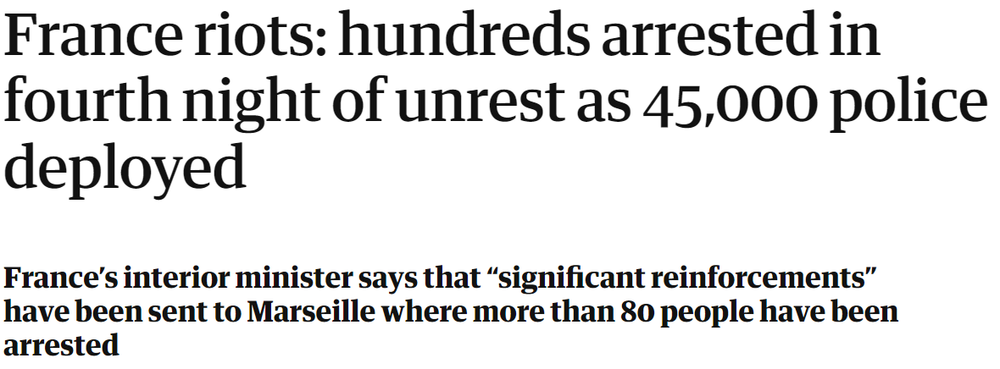 France riots: hundreds arrested in
fourth night of unrest as 45,000 police
deployed
France’s interior minister says that “significant reinforcements”
have been sent to Marseille where more than 80 people have been
arrested